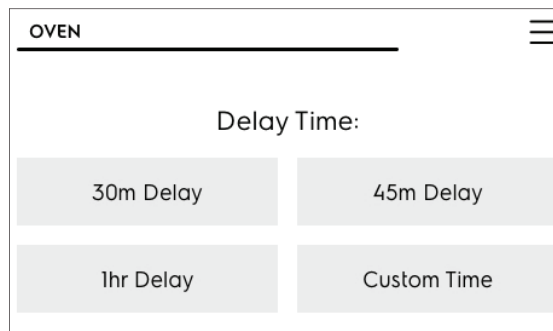 OVEN
Delay Time:
30m Delay
45m Delay
1hr Delay
Custom Time